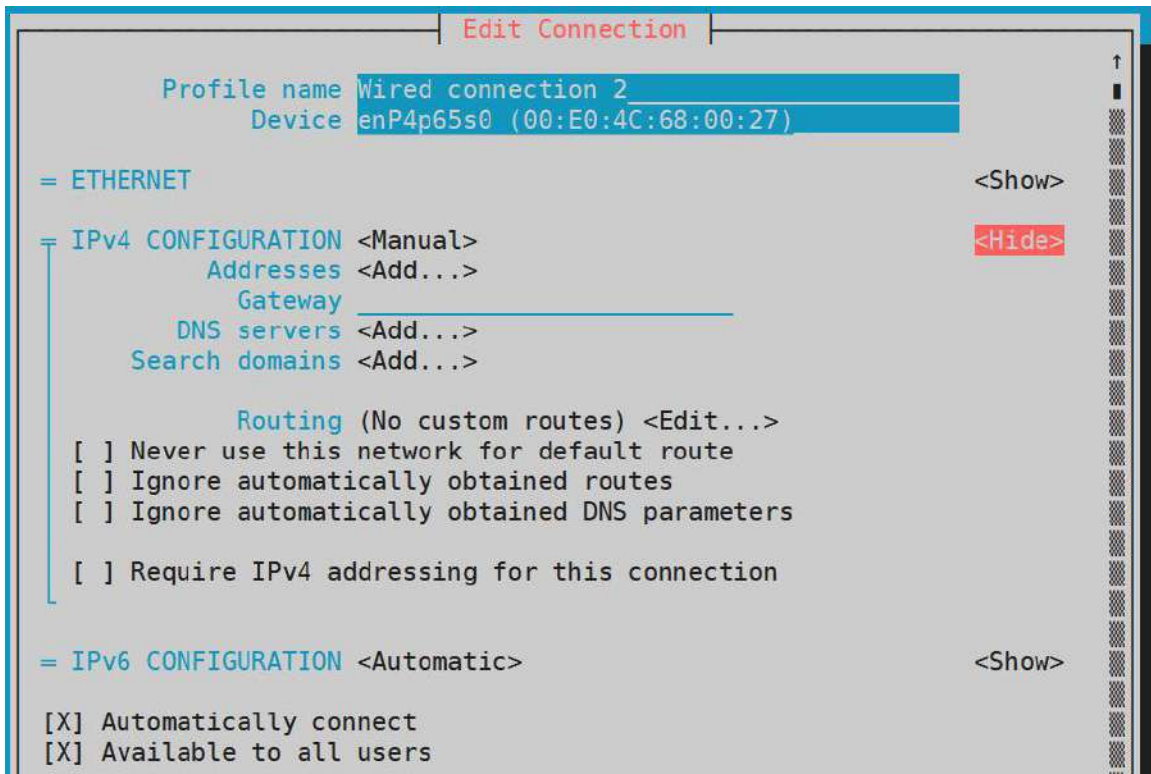 Edit Connection
Profile name Wired connection 2
Device enP4p65s0 (00:E0:4C:68:00:27)
= ETHERNET <Show>
= IPv4 CONFIGURATION <Manual> <Hide>
Addresses <Add...>
Gateway
DNS servers <Add...>
Search domains <Add...>
Routing (No custom routes) <Edit...>
[ ] Never use this network for default route
[ ] Ignore automatically obtained routes
[ ] Ignore automatically obtained DNS parameters
[ ] Require IPv4 addressing for this connection
= IPv6 CONFIGURATION <Automatic> <Show>
[X] Automatically connect
[X] Available to all users